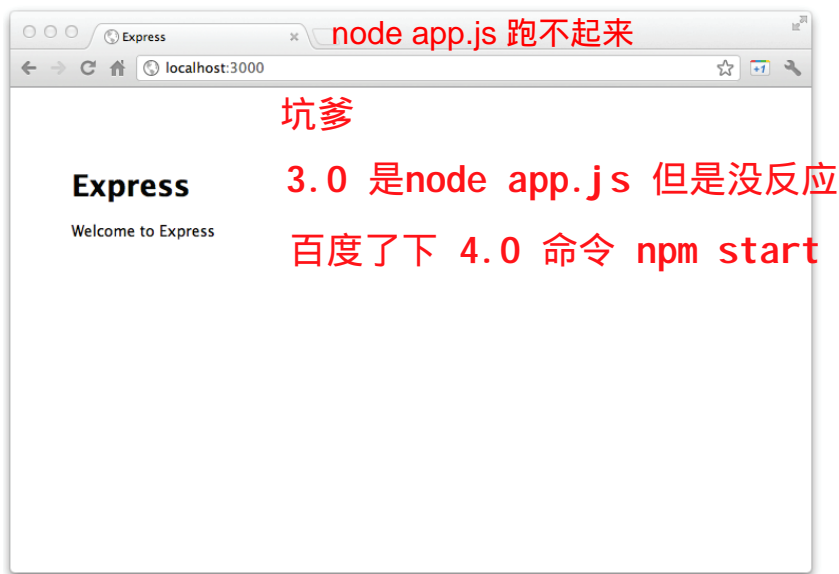 Express
node app.js 跑不起来
localhost:3000
+1
坑爹
Express
3.0 是node app.js 但是没反应
Welcome to Express
百度了下 4.0 命令 npm start